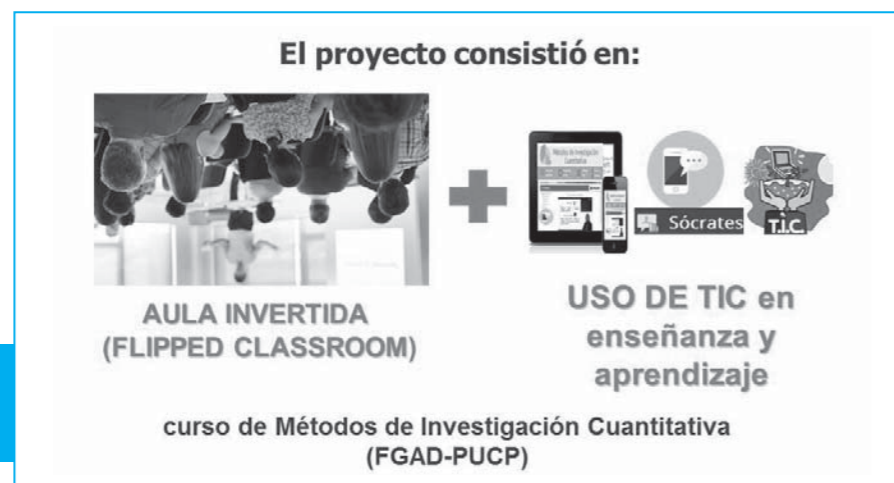 El proyecto consistió en:
Sócrates
T.I.C.
AULA INVERTIDA
(FLIPPED CLASSROOM)
USO DE TIC en
enseñanza y
aprendizaje
curso de Métodos de Investigación Cuantitativa
(FGAD-PUCP)